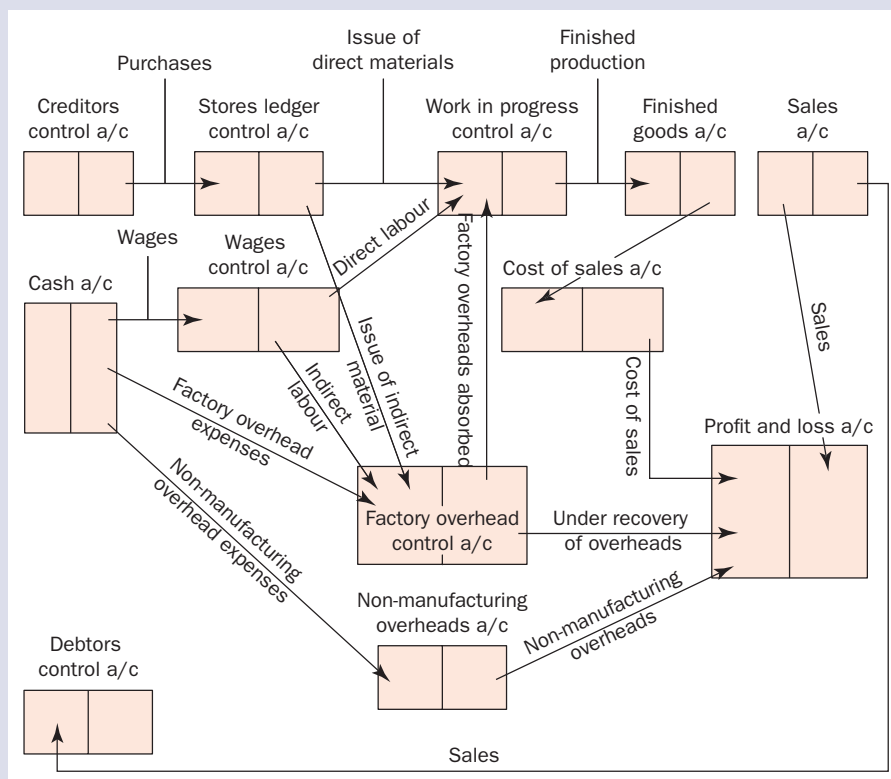 Issue of
direct materials
Finished
production
Purchases
Creditors
control a/c
Stores ledger
control a/c
Work in progress
control a/c
Finished
goods a/c
Sales
a/c
Wages
Wages
control a/c
Direct labour
Factory overheads absorbed
Cost of sales a/c
Cash a/c
Issue of indirect
material
Indirect
labour
Sales
Cost of
sales
Factory overhead
expenses
Profit and loss a/c
Non-manufacturing
overhead expenses
Factory overhead
control a/c
Under recovery
of overheads
Non-manufacturing
overheads a/c
Non-manufacturing
overheads
Debtors
control a/c
Sales